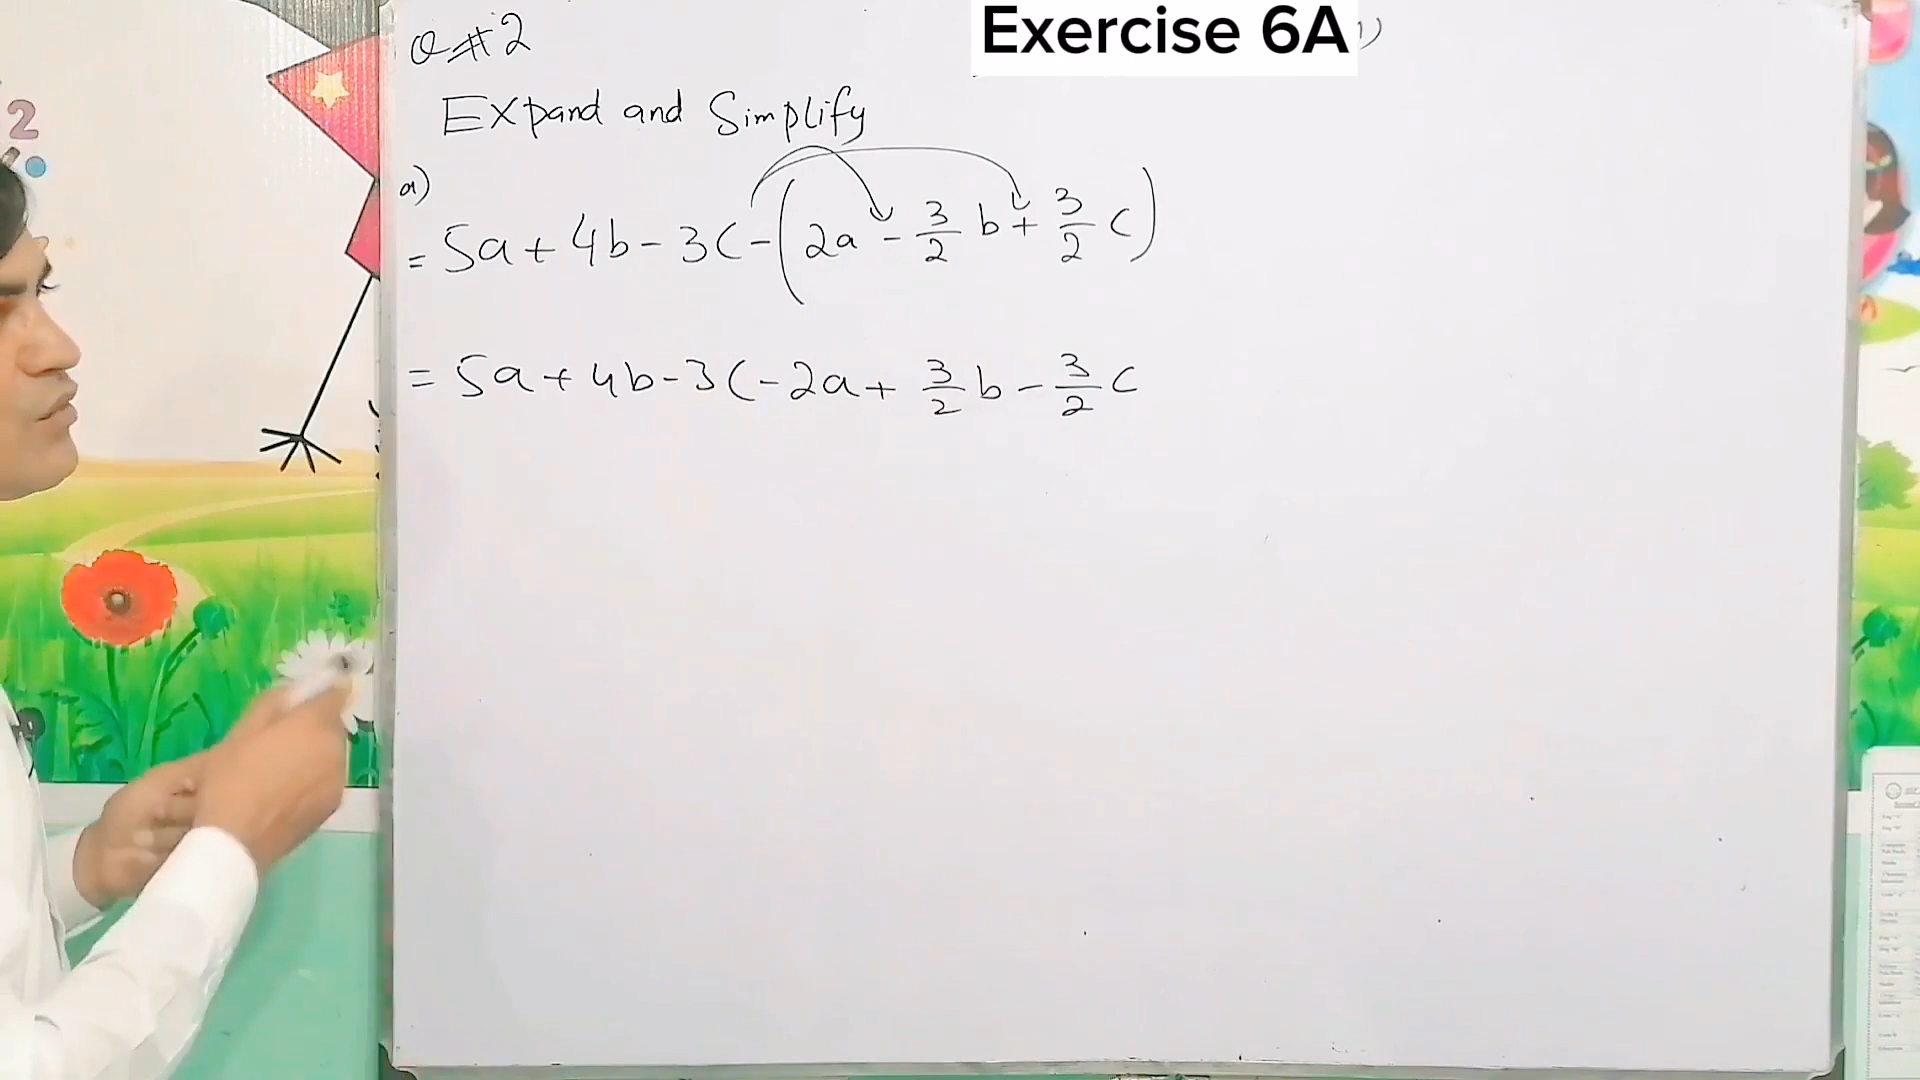 Exercise 6A
Q#2
Expand and Simplify
2
a)
= 5a + 4b - 3c - (2a - 3/2 b + 3/2 c)
= 5a + 4b - 3c - 2a + 3/2 b - 3/2 c